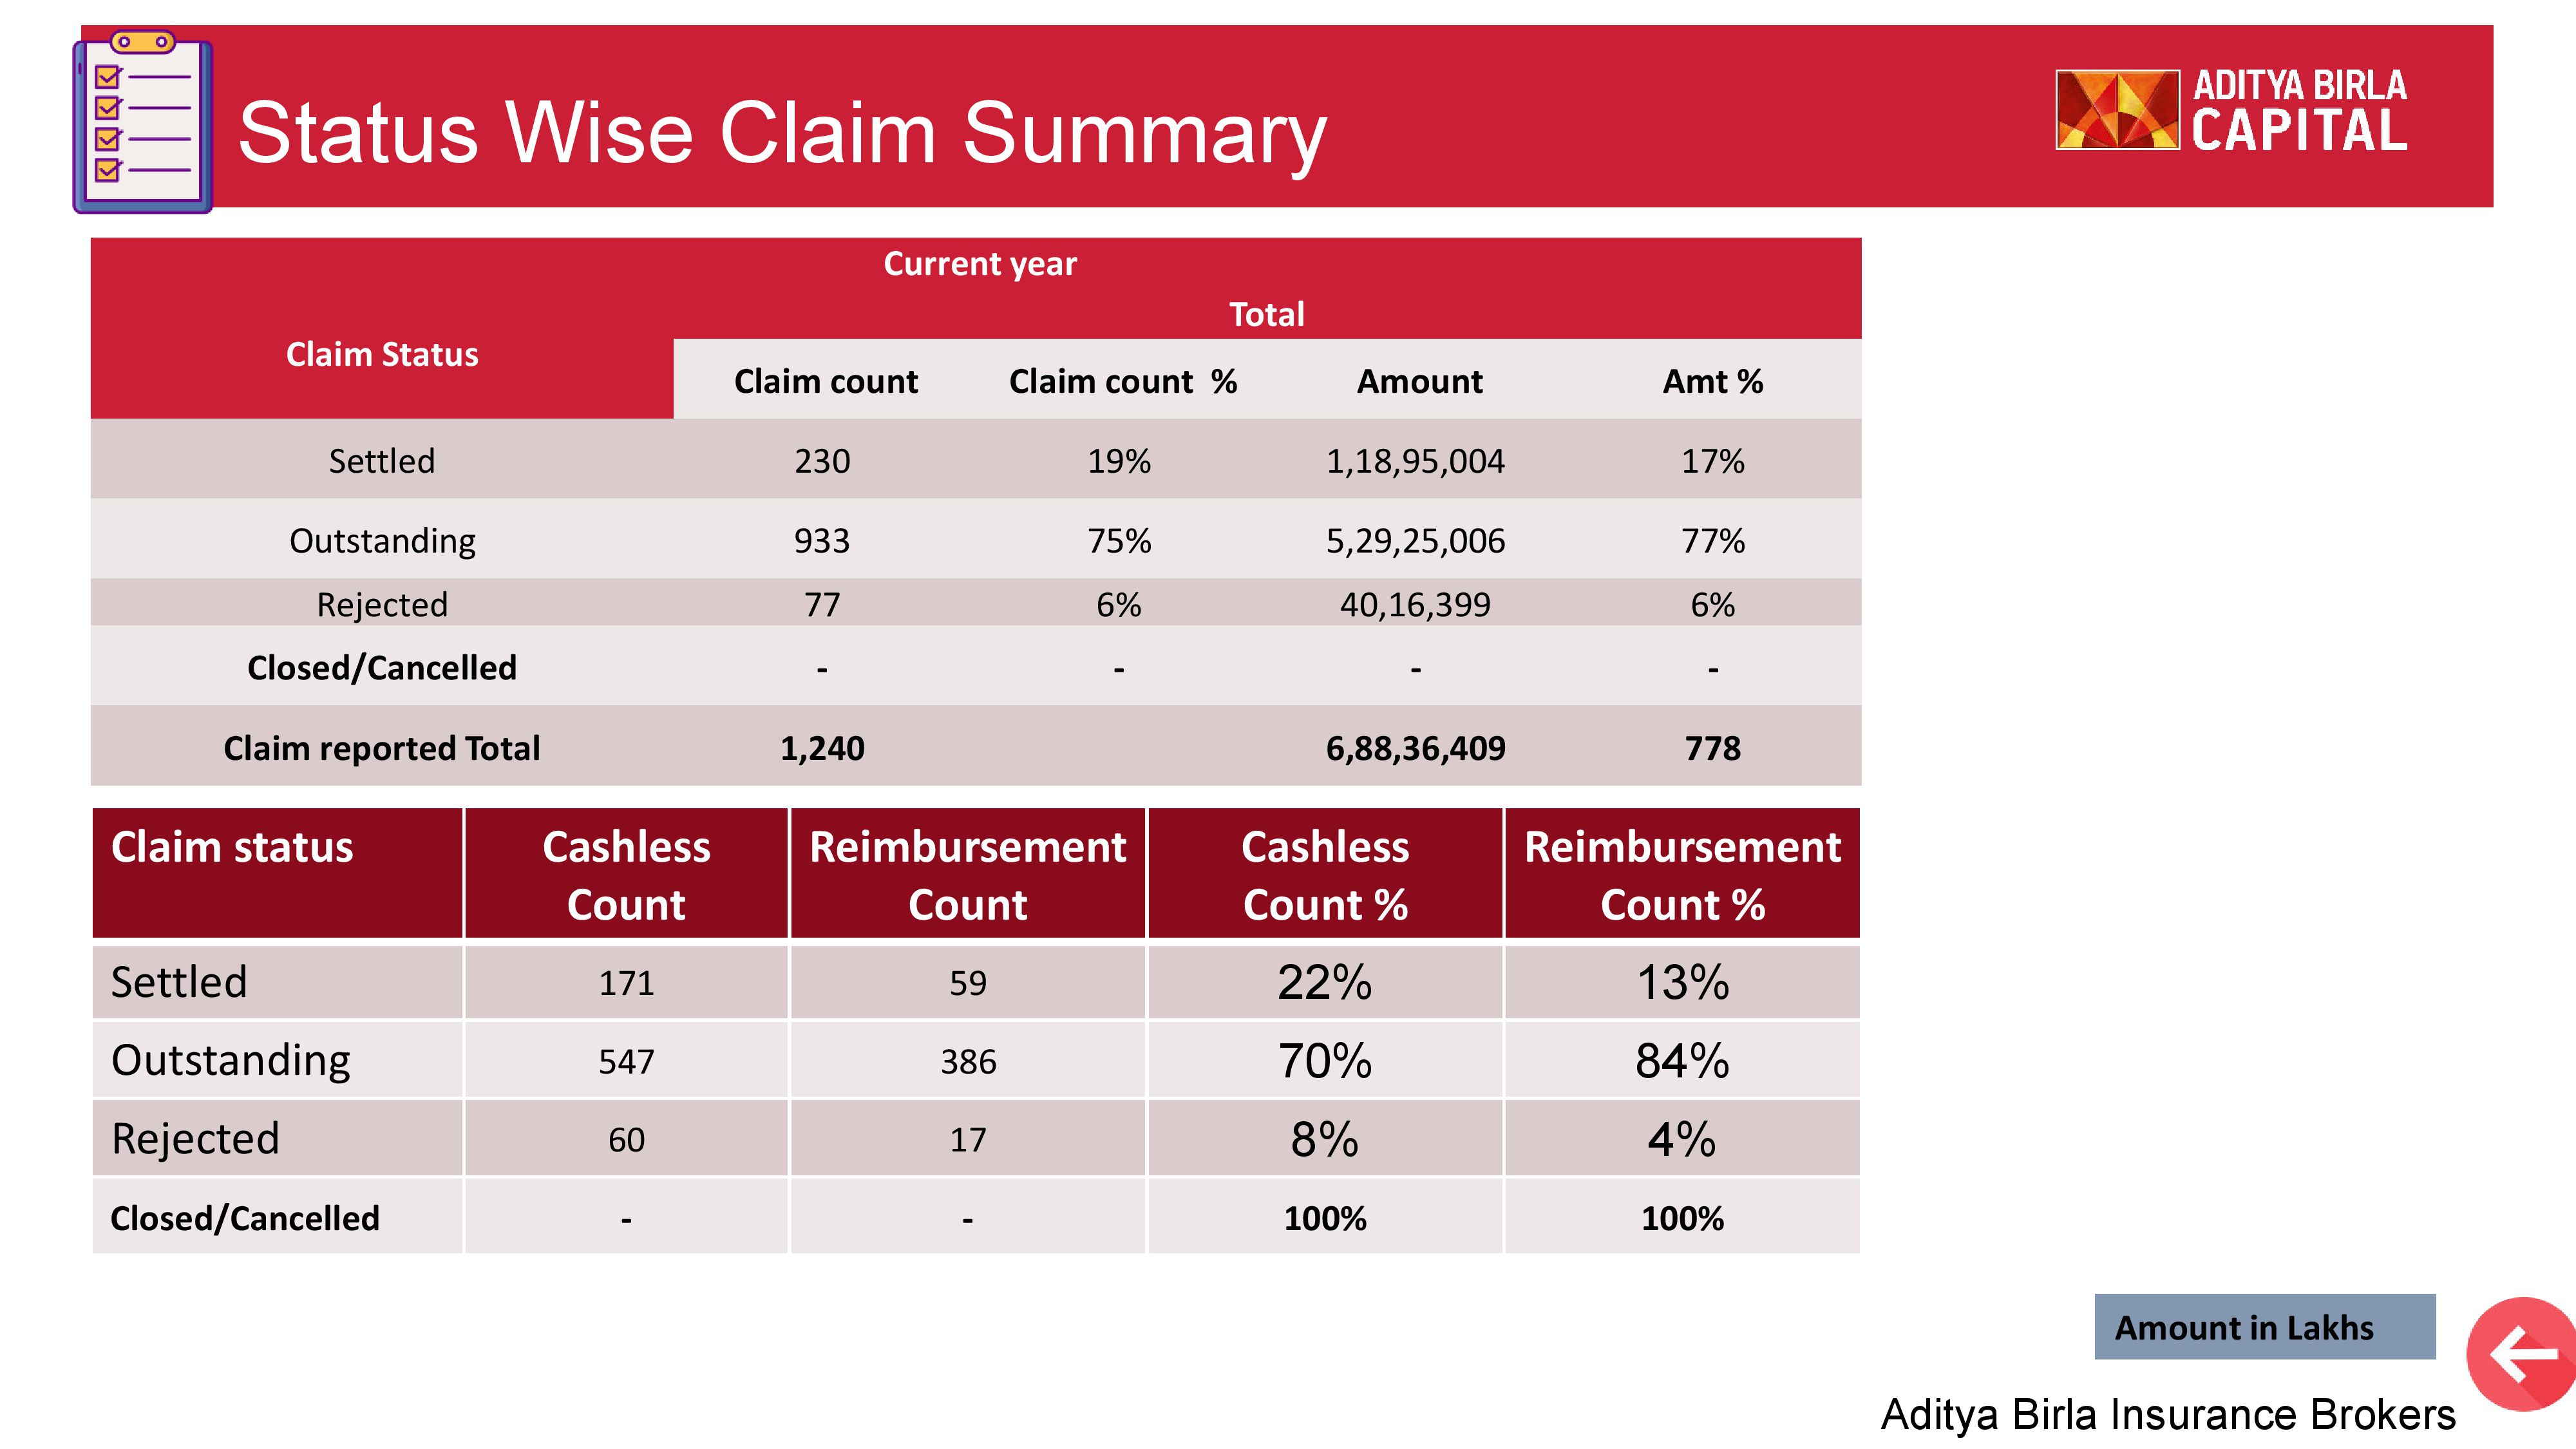 Status Wise Claim Summary
ADITYA BIRLA
CAPITAL
Current year
Total
Claim Status
Claim count Claim count % Amount Amt %
Settled 230 19% 1,18,95,004 17%
Outstanding 933 75% 5,29,25,006 77%
Rejected 77 6% 40,16,399 6%
Closed/Cancelled - - - -
Claim reported Total 1,240 6,88,36,409 778
Claim status Cashless Reimbursement Cashless Reimbursement
Count Count Count % Count %
Settled 171 59 22% 13%
Outstanding 547 386 70% 84%
Rejected 60 17 8% 4%
Closed/Cancelled - - 100% 100%
Amount in Lakhs
Aditya Birla Insurance Brokers